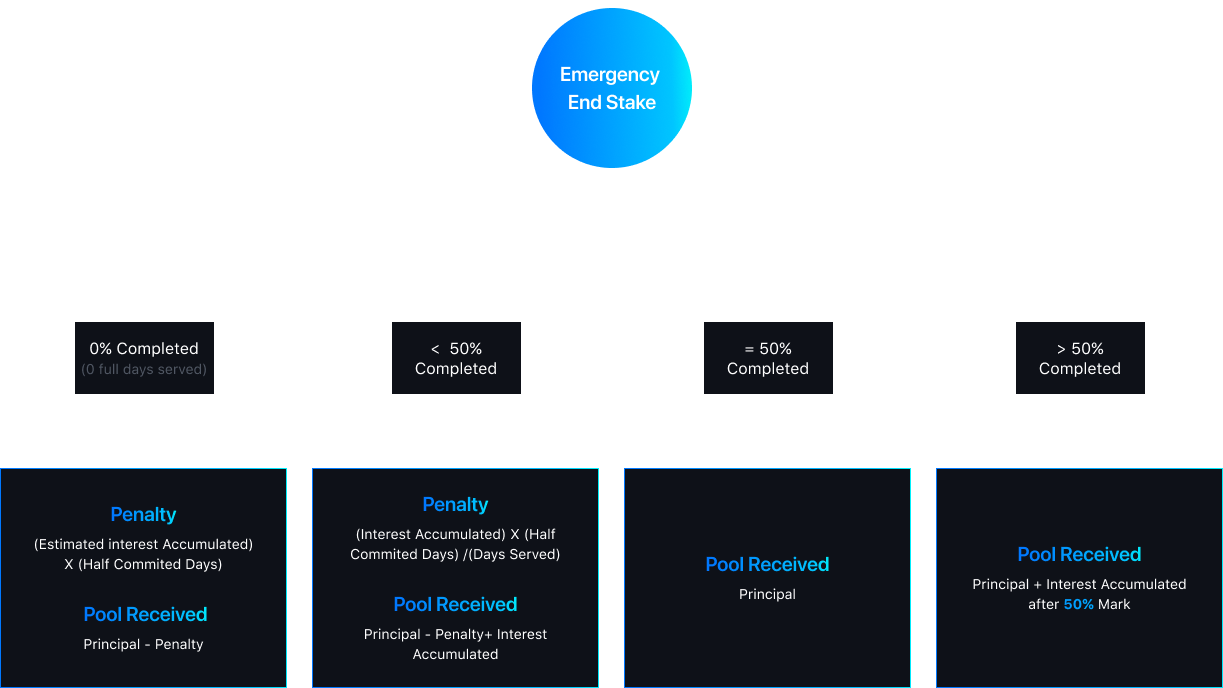 Emergency
End Stake
0% Completed
(0 full days served)
< 50%
Completed
= 50%
Completed
> 50%
Completed
Penalty
(Estimated interest Accumulated)
X (Half Commited Days)
Pool Received
Principal - Penalty
Penalty
(Interest Accumulated) X (Half
Commited Days) /(Days Served)
Pool Received
Principal - Penalty+ Interest
Accumulated
Pool Received
Principal
Pool Received
Principal + Interest Accumulated
after 50% Mark